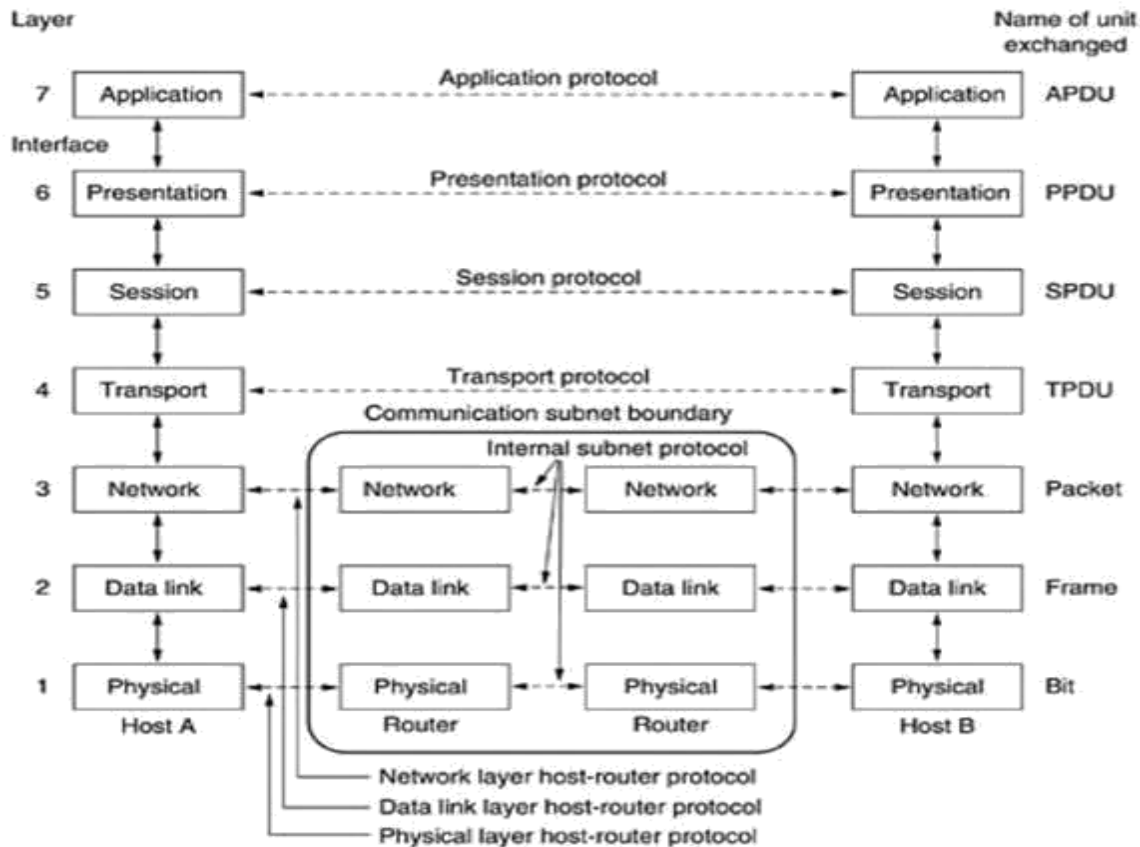 Layer
Name of unit
exchanged
7 Application Application protocol Application APDU
Interface
6 Presentation Presentation protocol Presentation PPDU
5 Session Session protocol Session SPDU
4 Transport Transport protocol Transport TPDU
Communication subnet boundary
Internal subnet protocol
3 Network Network Network Network Packet
2 Data link Data link Data link Data link Frame
1 Physical Physical Physical Physical Bit
Host A Router Router Host B
Network layer host-router protocol
Data link layer host-router protocol
Physical layer host-router protocol